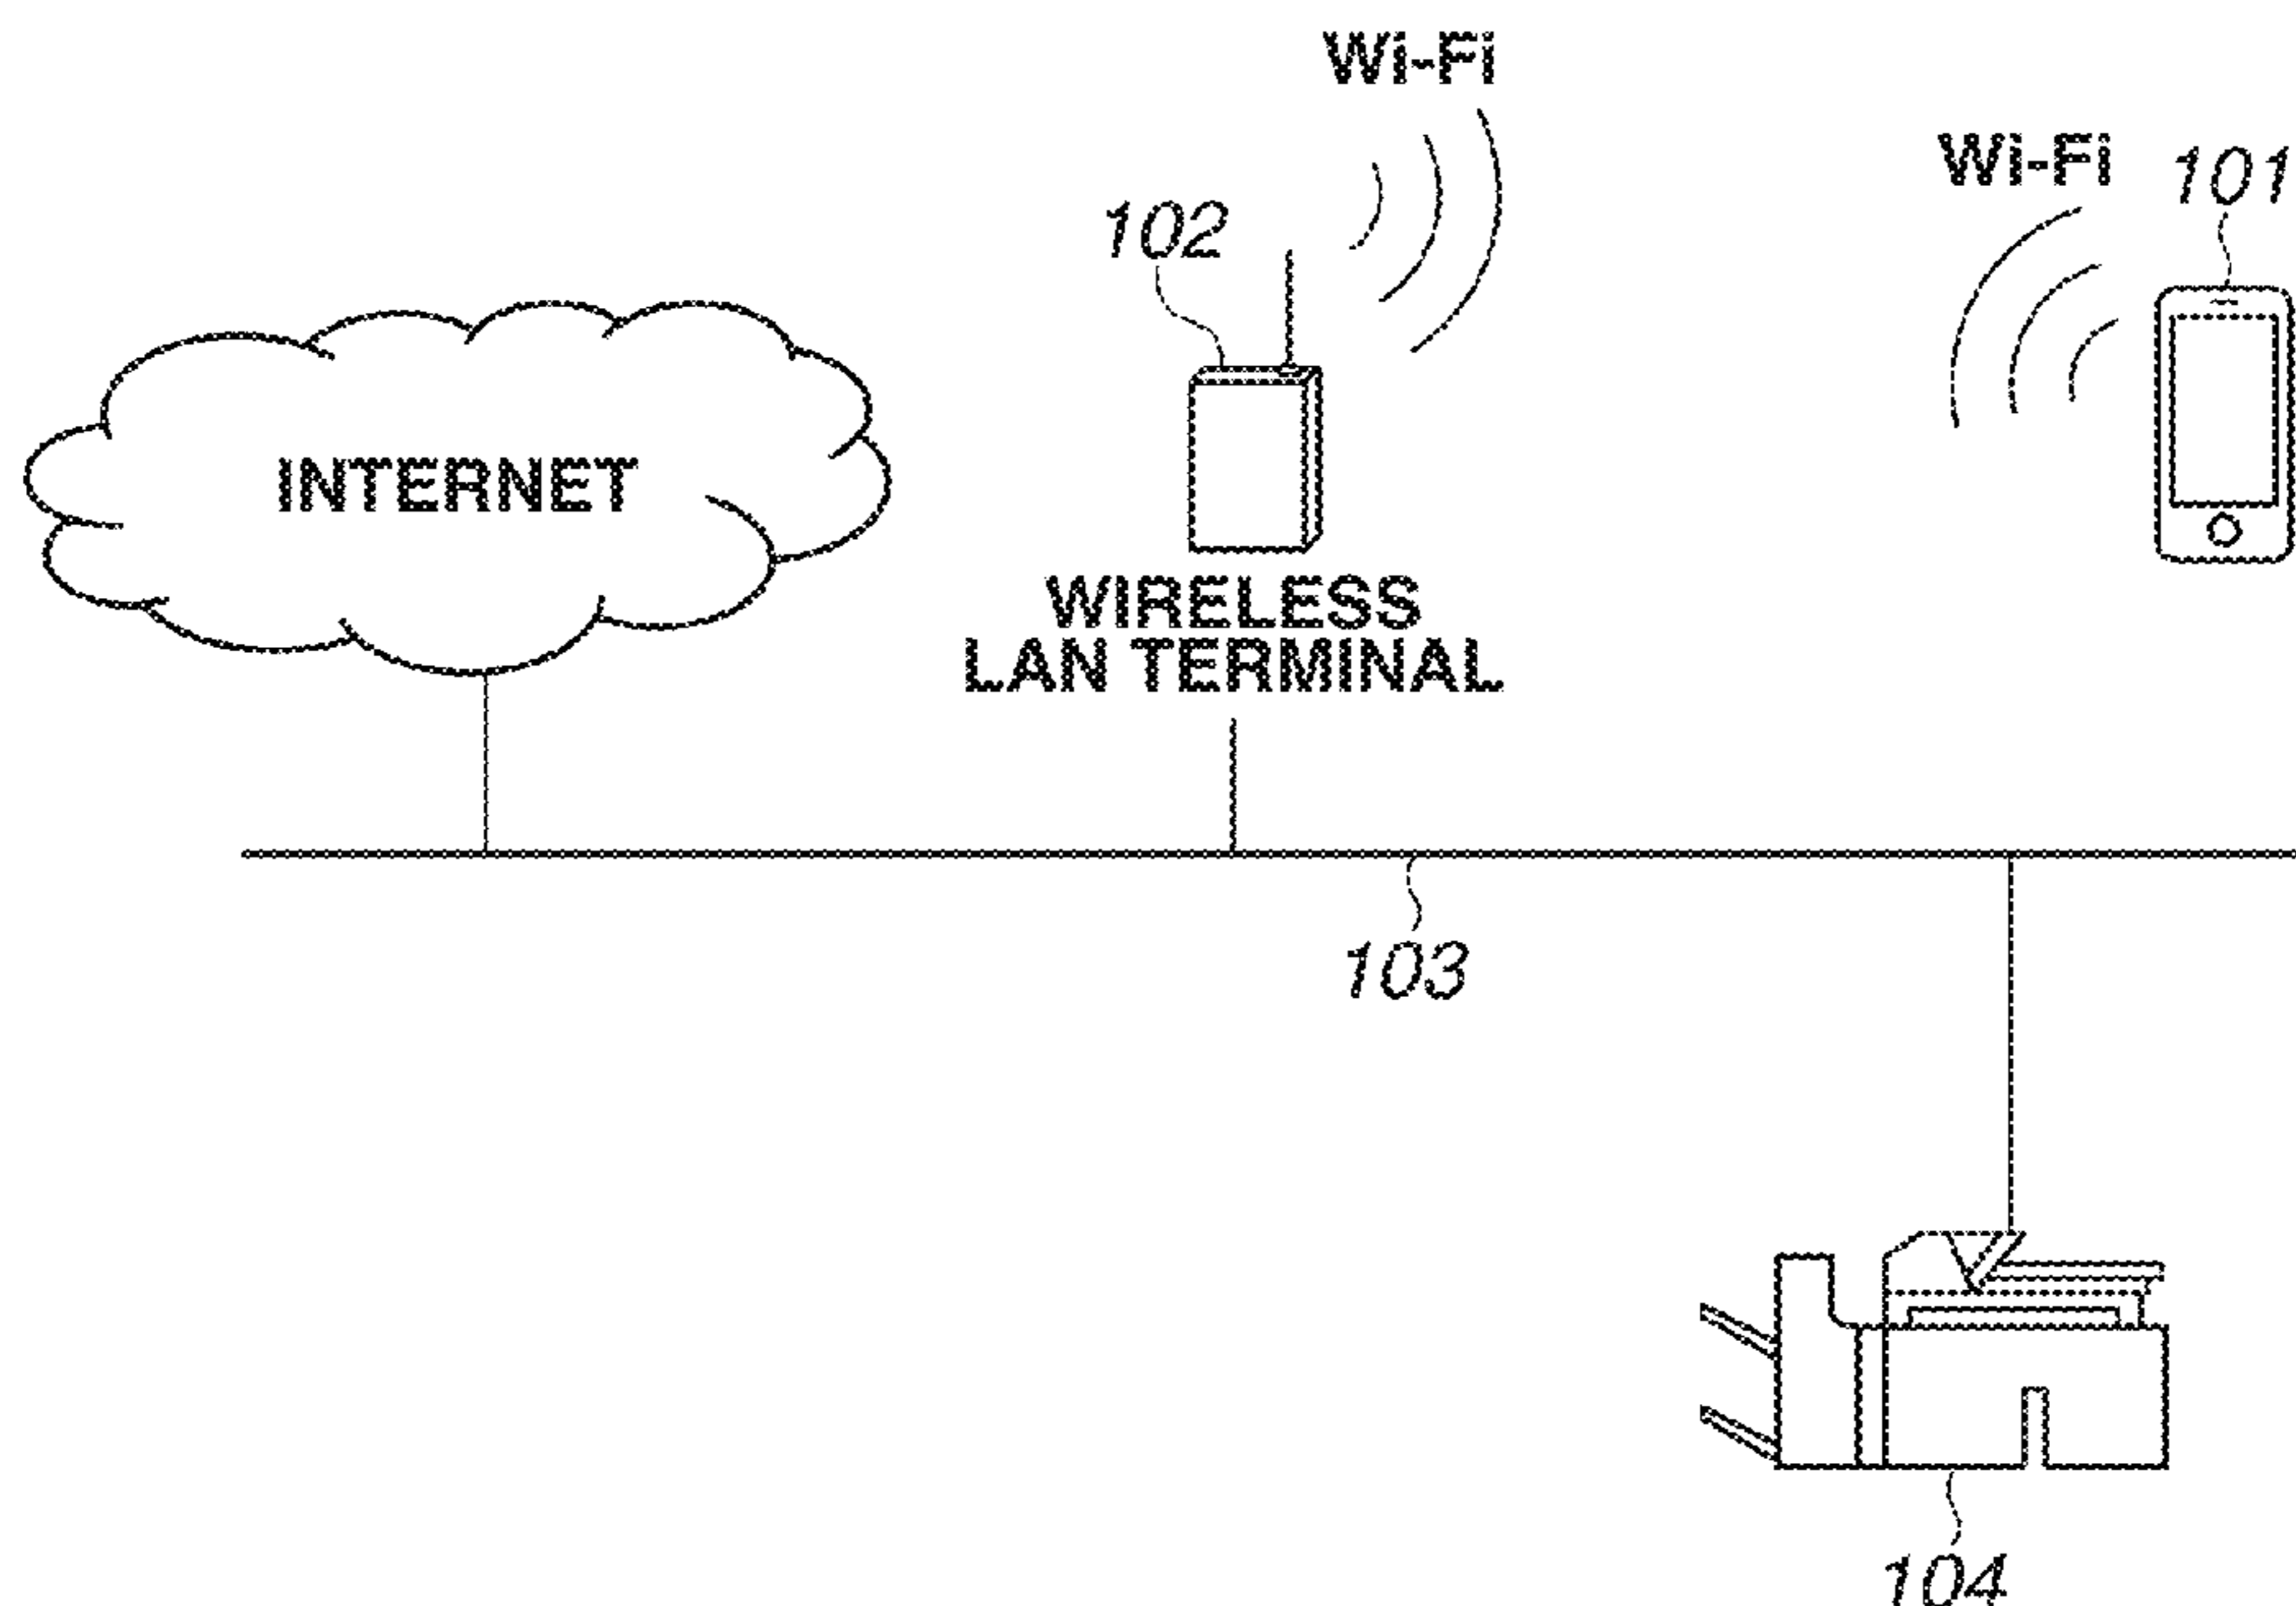 Wi-Fi
Wi-Fi
101
102
INTERNET
WIRELESS
LAN TERMINAL
103
104